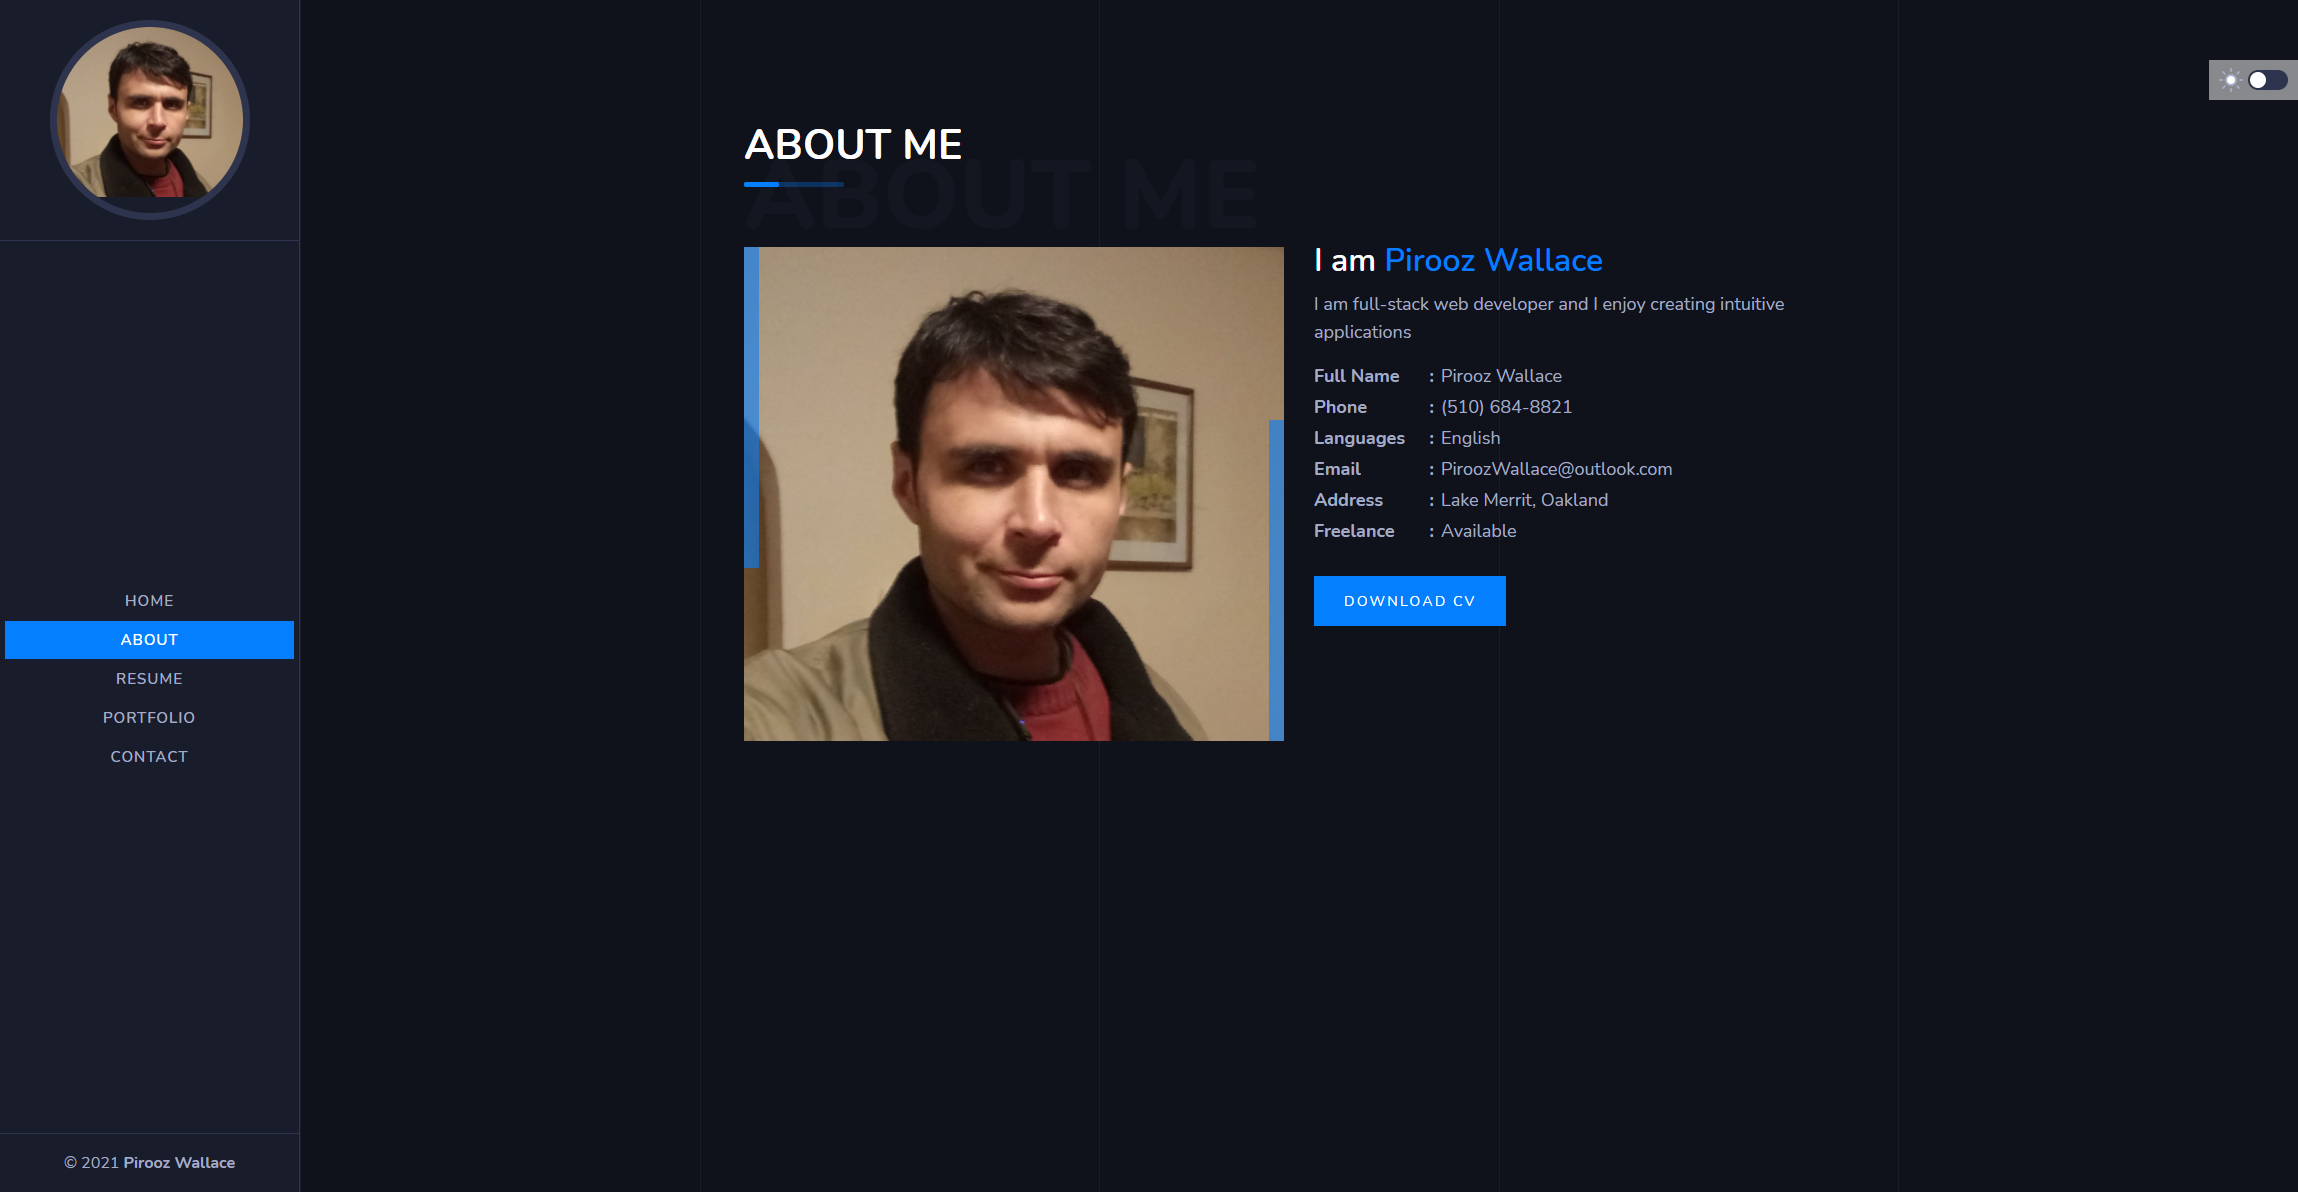 HOME
ABOUT
RESUME
PORTFOLIO
CONTACT
© 2021 Pirooz Wallace
ABOUT ME
ABOUT ME
I am Pirooz Wallace
I am full-stack web developer and I enjoy creating intuitive
applications
Full Name : Pirooz Wallace
Phone : (510) 684-8821
Languages : English
Email : PiroozWallace@outlook.com
Address : Lake Merrit, Oakland
Freelance : Available
DOWNLOAD CV